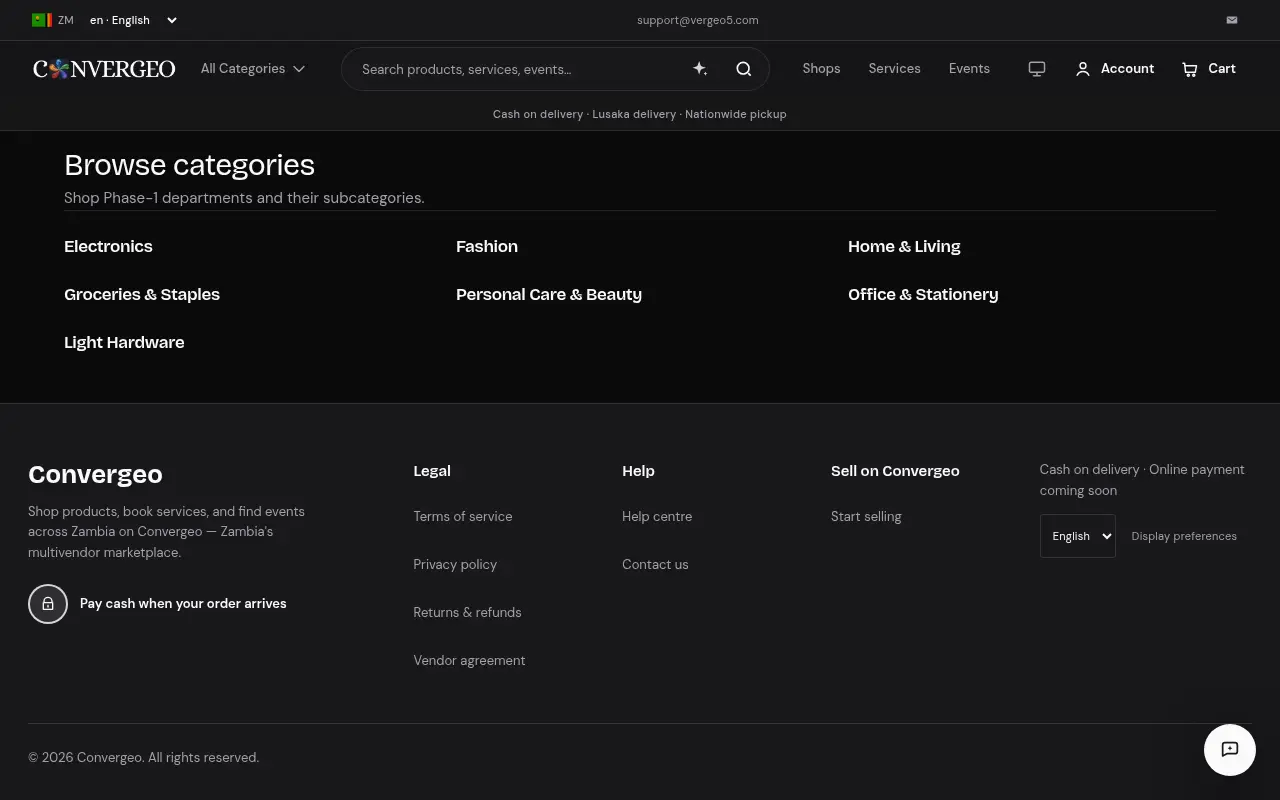 ZM
en · English
support@vergeo5.com
CONVERGEO
All Categories
Search products, services, events…
Shops
Services
Events
Account
Cart
Cash on delivery · Lusaka delivery · Nationwide pickup
Browse categories
Shop Phase-1 departments and their subcategories.
Electronics
Fashion
Home & Living
Groceries & Staples
Personal Care & Beauty
Office & Stationery
Light Hardware
Convergeo
Shop products, book services, and find events
across Zambia on Convergeo — Zambia's
multivendor marketplace.
Pay cash when your order arrives
Legal
Terms of service
Privacy policy
Returns & refunds
Vendor agreement
Help
Help centre
Contact us
Sell on Convergeo
Start selling
Cash on delivery · Online payment
coming soon
English
Display preferences
© 2026 Convergeo. All rights reserved.